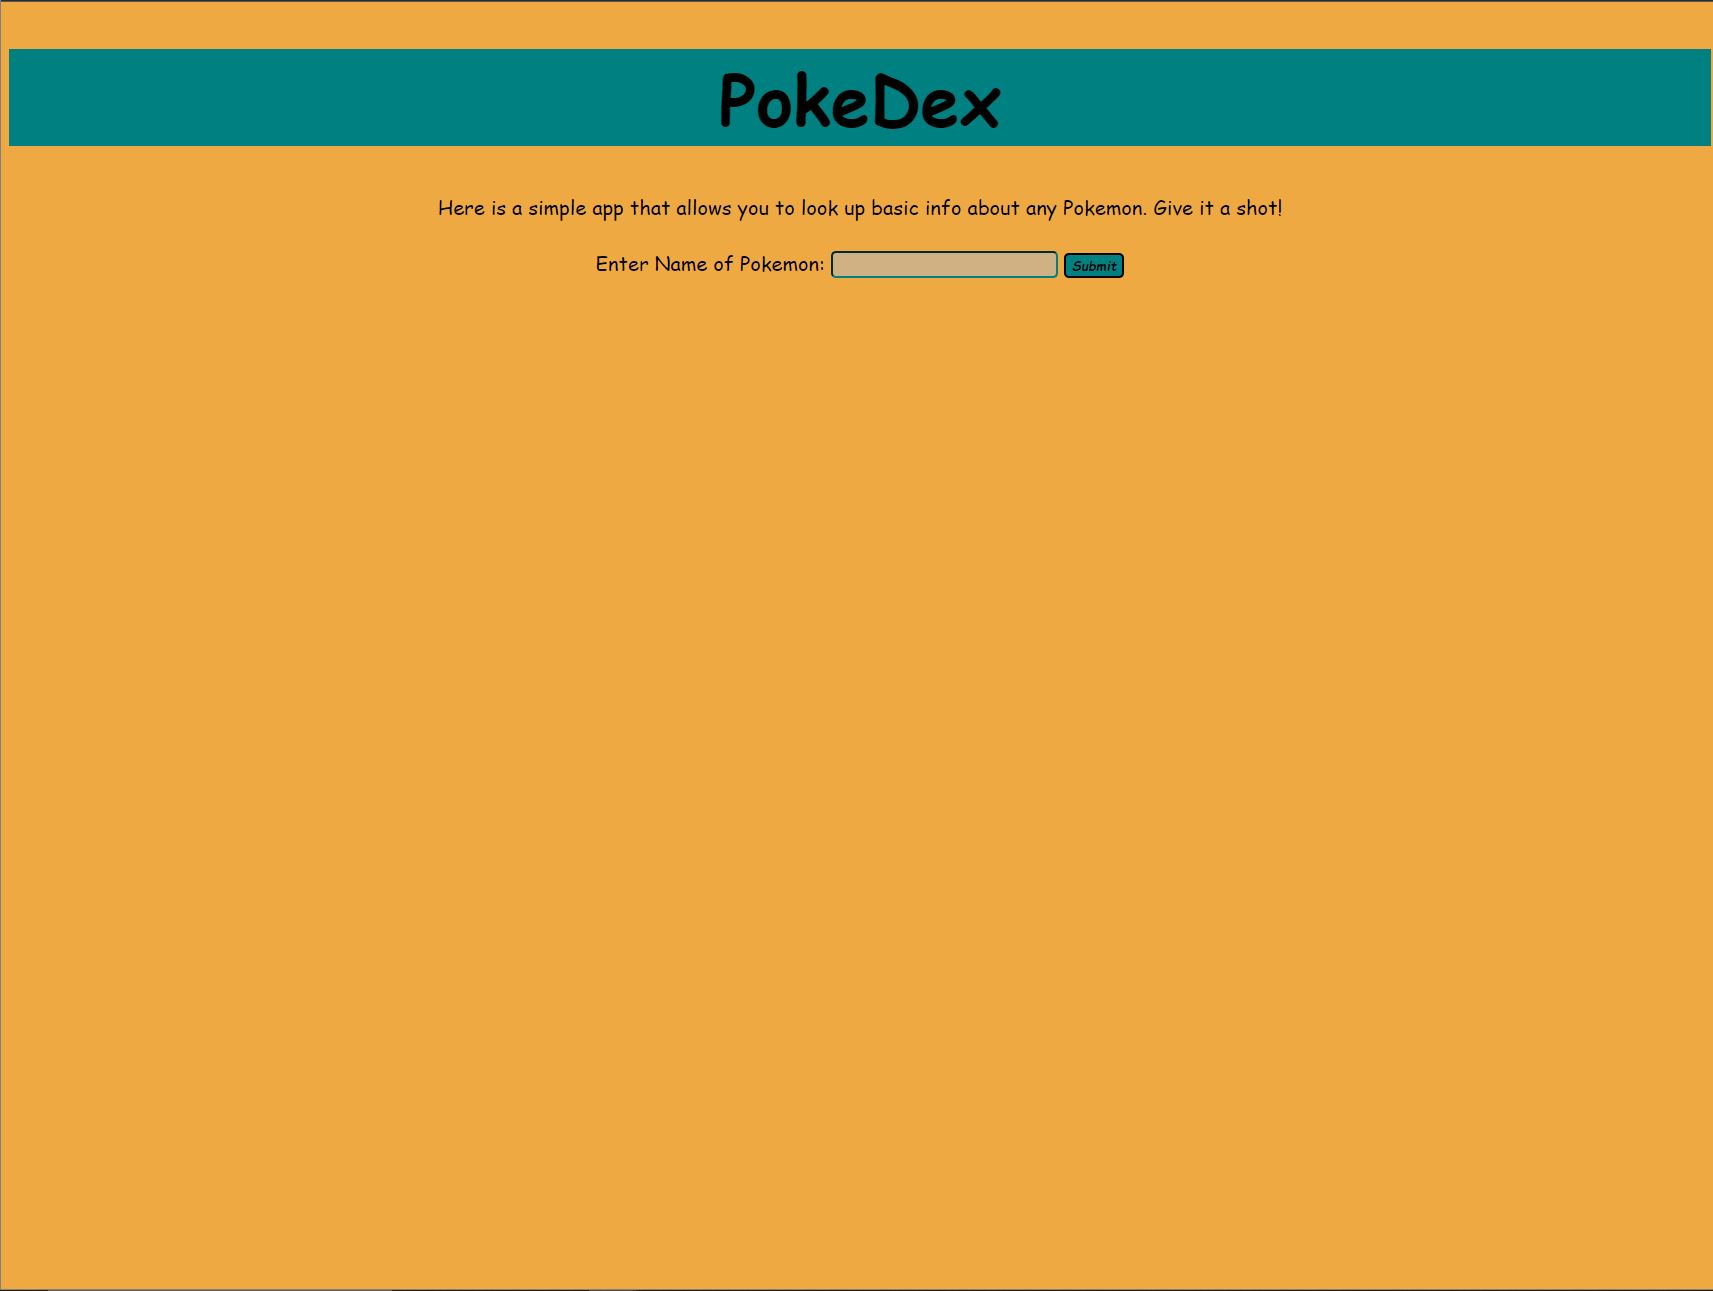 PokeDex
Here is a simple app that allows you to look up basic info about any Pokemon. Give it a shot!
Enter Name of Pokemon: Submit